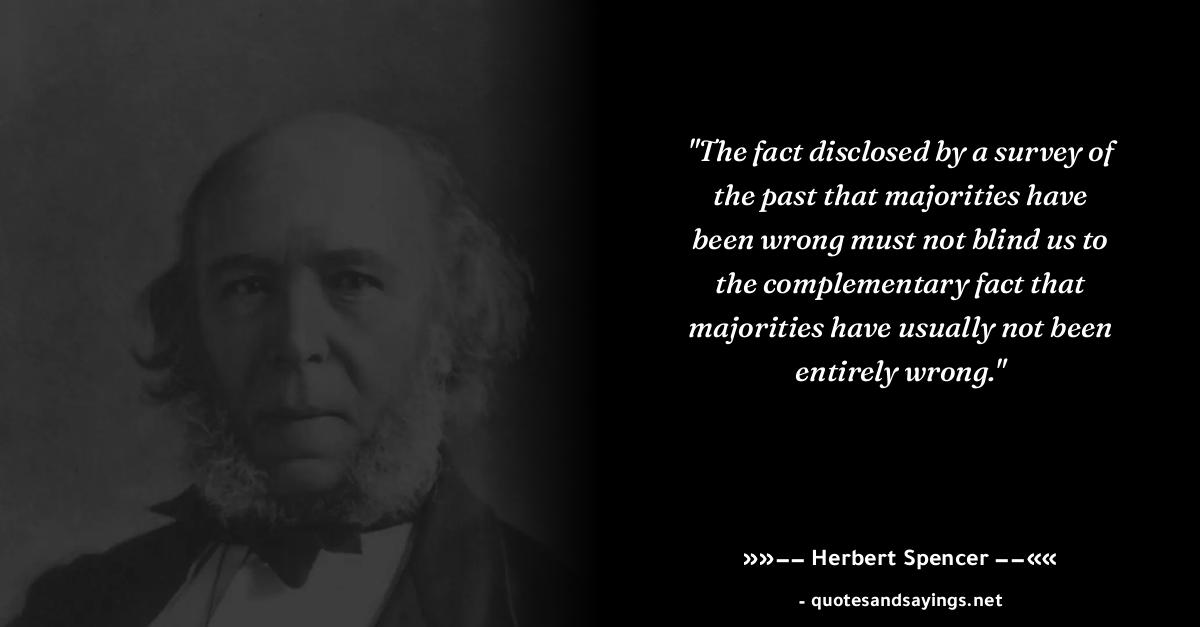 "The fact disclosed by a survey of
the past that majorities have
been wrong must not blind us to
the complementary fact that
majorities have usually not been
entirely wrong."
»»–– Herbert Spencer ––««
- quotesandsayings.net